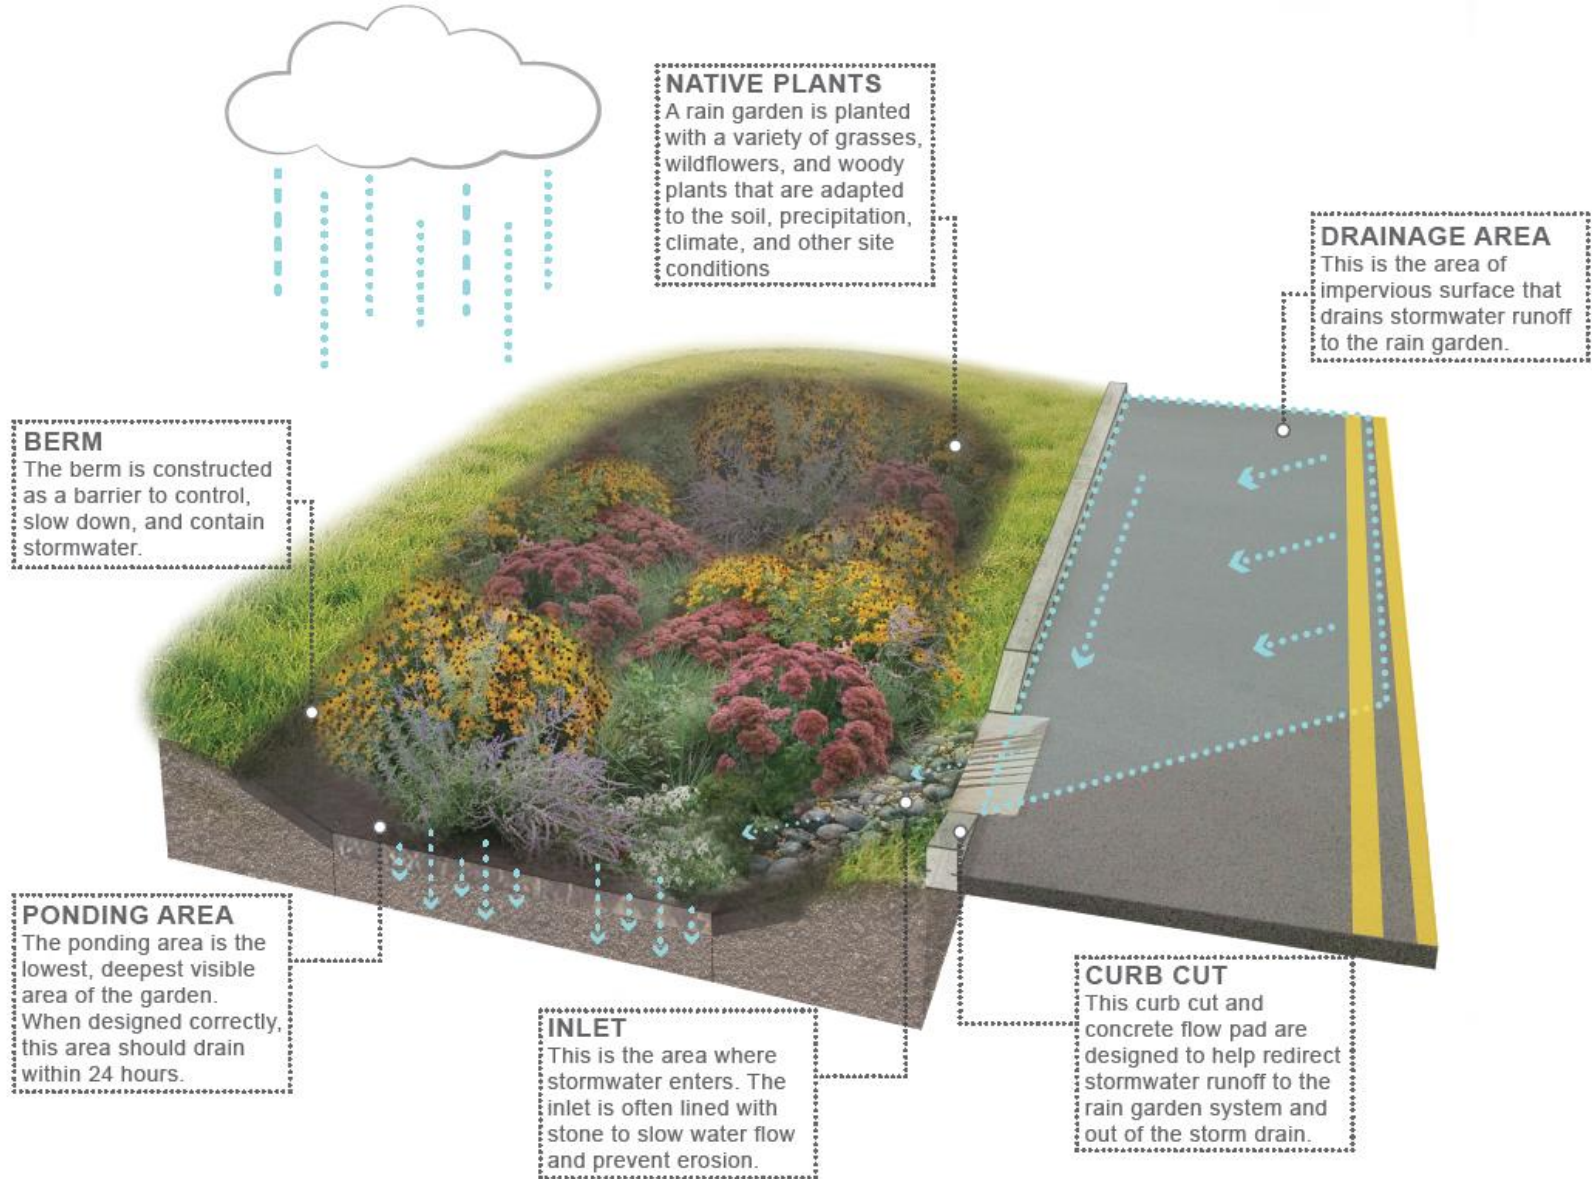 NATIVE PLANTS
A rain garden is planted
with a variety of grasses,
wildflowers, and woody
plants that are adapted
to the soil, precipitation,
climate, and other site
conditions
DRAINAGE AREA
This is the area of
impervious surface that
drains stormwater runoff
to the rain garden.
BERM
The berm is constructed
as a barrier to control,
slow down, and contain
stormwater.
PONDING AREA
The ponding area is the
lowest, deepest visible
area of the garden.
When designed correctly,
this area should drain
within 24 hours.
INLET
This is the area where
stormwater enters. The
inlet is often lined with
stone to slow water flow
and prevent erosion.
CURB CUT
This curb cut and
concrete flow pad are
designed to help redirect
stormwater runoff to the
rain garden system and
out of the storm drain.